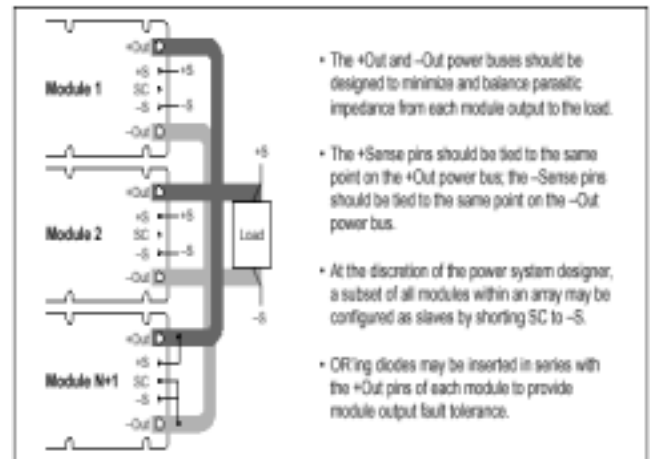 +Out
+S +S
Module 1 SC
-S -S
-Out
+S
+Out
+S +S
Module 2 SC Load
-S -S
-Out
-S
+Out
+S
Module N+1 SC
-S
-Out
• The +Out and –Out power buses should be
designed to minimize and balance parasitic
impedance from each module output to the load.
• The +Sense pins should be tied to the same
point on the +Out power bus; the –Sense pins
should be tied to the same point on the –Out
power bus.
• At the discretion of the power system designer,
a subset of all modules within an array may be
configured as slaves by shorting SC to –S.
• OR'ing diodes may be inserted in series with
the +Out pins of each module to provide
module output fault tolerance.